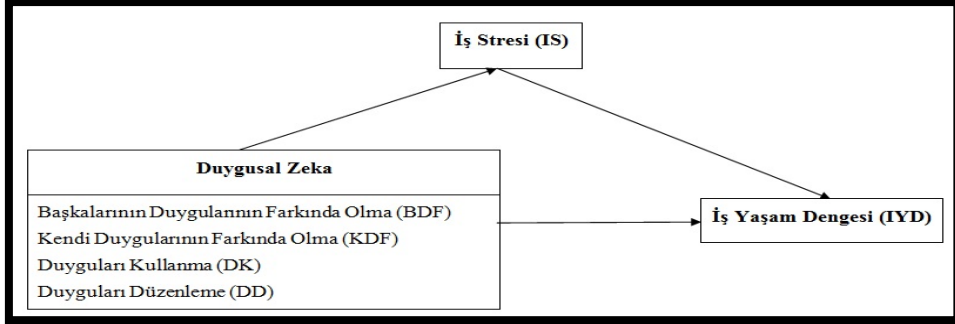 İş Stresi (IS)
Duygusal Zeka
Başkalarının Duygularının Farkında Olma (BDF)
Kendi Duygularının Farkında Olma (KDF)
Duyguları Kullanma (DK)
Duyguları Düzenleme (DD)
İş Yaşam Dengesi (IYD)